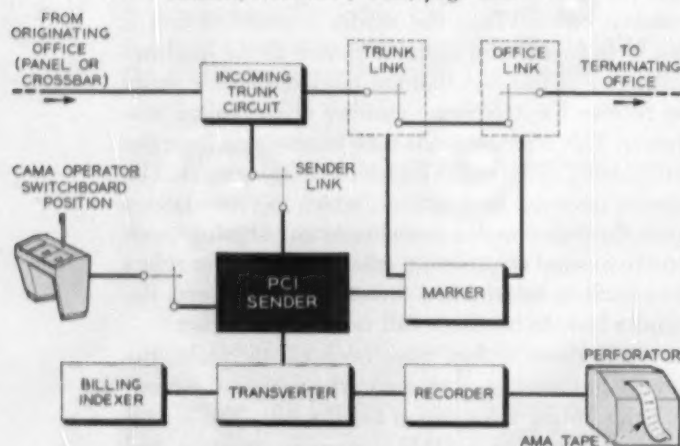 FROM
ORIGINATING
OFFICE
(PANEL OR
CROSSBAR)
INCOMING
TRUNK
CIRCUIT
TRUNK
LINK
OFFICE
LINK
TO
TERMINATING
OFFICE
SENDER
LINK
CAMA OPERATOR
SWITCHBOARD
POSITION
PCI
SENDER
MARKER
PERFORATOR
BILLING
INDEXER
TRANSVERTER
RECORDER
AMA TAPE